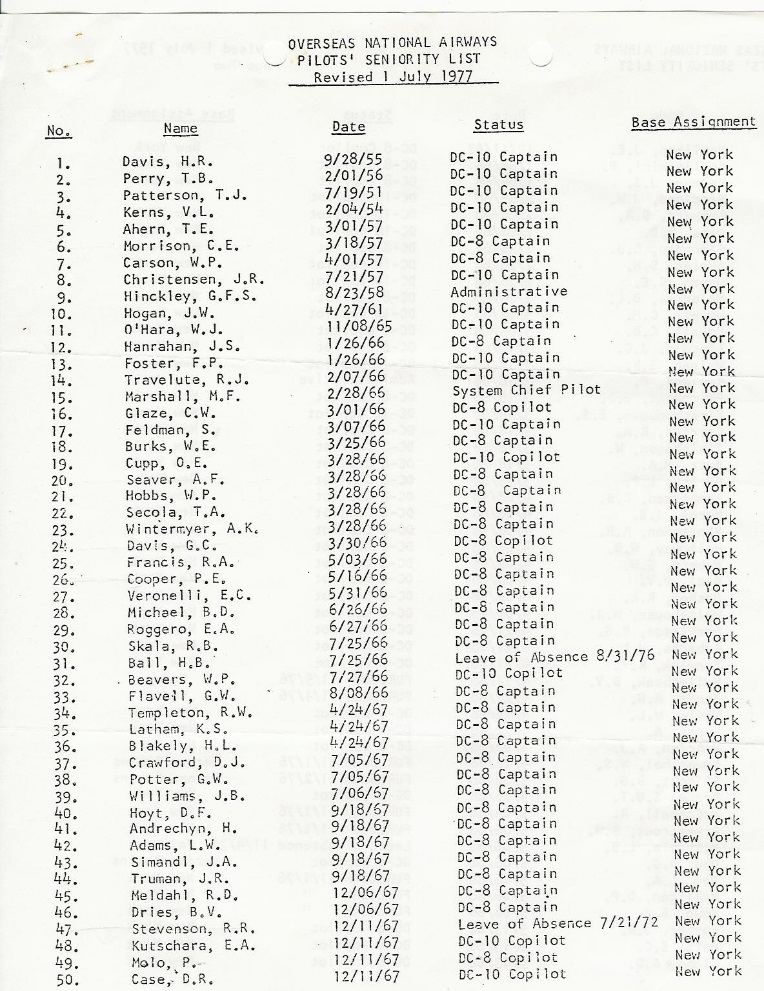 OVERSEAS NATIONAL AIRWAYS
PILOTS' SENIORITY LIST
Revised 1 July 1977
No. Name Date Status Base Assignment
1. Davis, H.R. 9/28/55 DC-10 Captain New York
2. Perry, T.B. 2/01/56 DC-10 Captain New York
3. Patterson, T.J. 7/19/51 DC-10 Captain New York
4. Kerns, V.L. 2/04/54 DC-10 Captain New York
5. Ahern, T.E. 3/01/57 DC-10 Captain New York
6. Morrison, C.E. 3/18/57 DC-8 Captain New York
7. Carson, W.P. 4/01/57 DC-8 Captain New York
8. Christensen, J.R. 7/21/57 DC-10 Captain New York
9. Hinckley, G.F.S. 8/23/58 Administrative New York
10. Hogan, J.W. 4/27/61 DC-10 Captain New York
11. O'Hara, W.J. 11/08/65 DC-10 Captain New York
12. Hanrahan, J.S. 1/26/66 DC-8 Captain New York
13. Foster, F.P. 1/26/66 DC-10 Captain New York
14. Travelute, R.J. 2/07/66 DC-10 Captain New York
15. Marshall, M.F. 2/28/66 System Chief Pilot New York
16. Glaze, C.W. 3/01/66 DC-8 Copilot New York
17. Feldman, S. 3/07/66 DC-10 Captain New York
18. Burks, W.E. 3/25/66 DC-8 Captain New York
19. Cupp, O.E. 3/28/66 DC-10 Copilot New York
20. Seaver, A.F. 3/28/66 DC-8 Captain New York
21. Hobbs, W.P. 3/28/66 DC-8 Captain New York
22. Secola, T.A. 3/28/66 DC-8 Captain New York
23. Wintermyer, A.K. 3/28/66 DC-8 Captain New York
24. Davis, G.C. 3/30/66 DC-8 Copilot New York
25. Francis, R.A. 5/03/66 DC-8 Captain New York
26. Cooper, P.E. 5/16/66 DC-8 Captain New York
27. Veronelli, E.C. 5/31/66 DC-8 Captain New York
28. Michael, B.D. 6/26/66 DC-8 Captain New York
29. Roggero, E.A. 6/27/66 DC-8 Captain New York
30. Skala, R.B. 7/25/66 DC-8 Captain New York
31. Ball, H.B. 7/25/66 Leave of Absence 8/31/76 New York
32. Beavers, W.P. 7/27/66 DC-10 Copilot New York
33. Flavell, G.W. 8/08/66 DC-8 Captain New York
34. Templeton, R.W. 4/24/67 DC-8 Captain New York
35. Latham, K.S. 4/24/67 DC-8 Captain New York
36. Blakely, H.L. 4/24/67 DC-8 Captain New York
37. Crawford, D.J. 7/05/67 DC-8 Captain New York
38. Potter, G.W. 7/05/67 DC-8 Captain New York
39. Williams, J.B. 7/06/67 DC-8 Captain New York
40. Hoyt, D.F. 9/18/67 DC-8 Captain New York
41. Andrechyn, H. 9/18/67 DC-8 Captain New York
42. Adams, L.W. 9/18/67 DC-8 Captain New York
43. Simandl, J.A. 9/18/67 DC-8 Captain New York
44. Truman, J.R. 9/18/67 DC-8 Captain New York
45. Meldahl, R.D. 12/06/67 DC-8 Captain New York
46. Dries, B.V. 12/06/67 DC-8 Captain New York
47. Stevenson, R.R. 12/11/67 Leave of Absence 7/21/72 New York
48. Kutschara, E.A. 12/11/67 DC-10 Copilot New York
49. Molo, P. 12/11/67 DC-8 Copilot New York
50. Case, D.R. 12/11/67 DC-10 Copilot New York